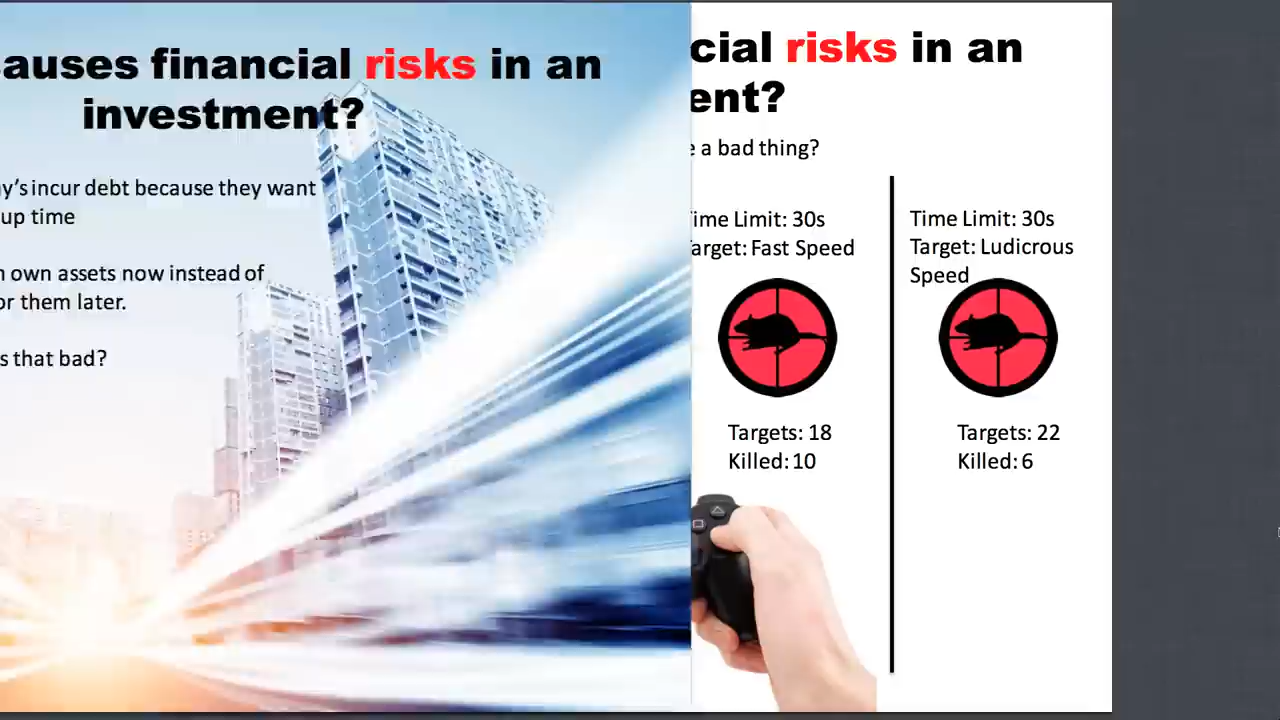 auses financial risks in an
investment?
y's incur debt because they want
up time
own assets now instead of
or them later.
s that bad?
cial risks in an
ent?
e a bad thing?
Time Limit: 30s
Target: Fast Speed
Targets: 18
Killed: 10
Time Limit: 30s
Target: Ludicrous
Speed
Targets: 22
Killed: 6